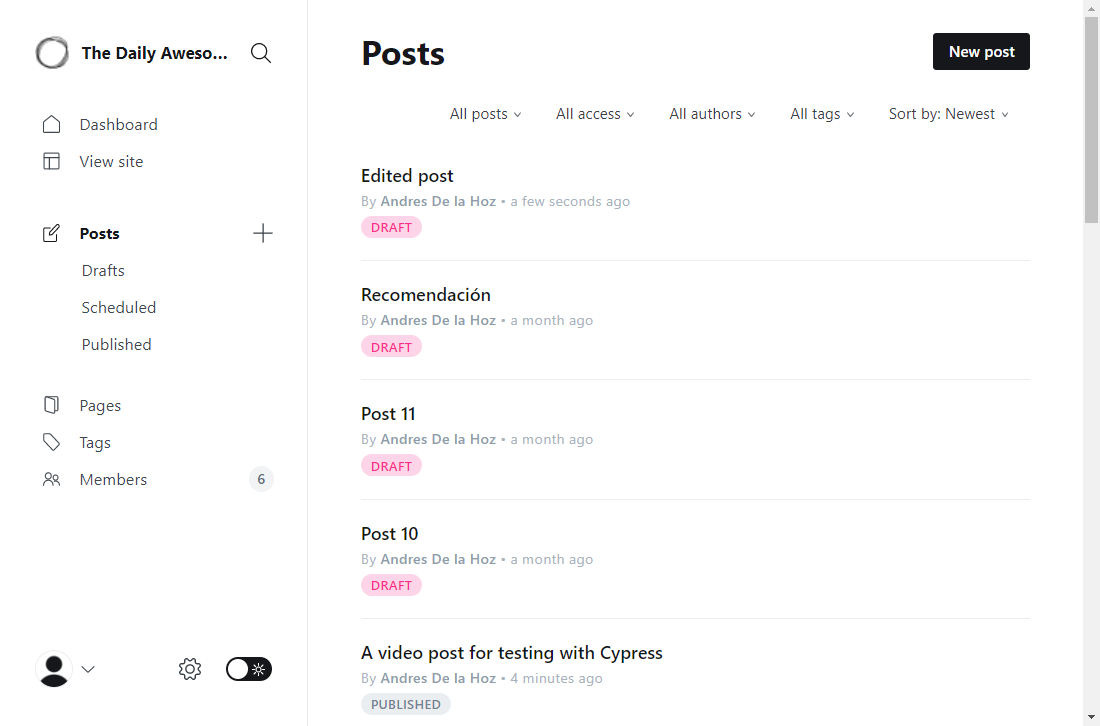 The Daily Aweso...
Dashboard
View site
Posts
Drafts
Scheduled
Published
Pages
Tags
Members 6
Posts
New post
All posts All access All authors All tags Sort by: Newest
Edited post
By Andres De la Hoz • a few seconds ago
DRAFT
Recomendación
By Andres De la Hoz • a month ago
DRAFT
Post 11
By Andres De la Hoz • a month ago
DRAFT
Post 10
By Andres De la Hoz • a month ago
DRAFT
A video post for testing with Cypress
By Andres De la Hoz • 4 minutes ago
PUBLISHED